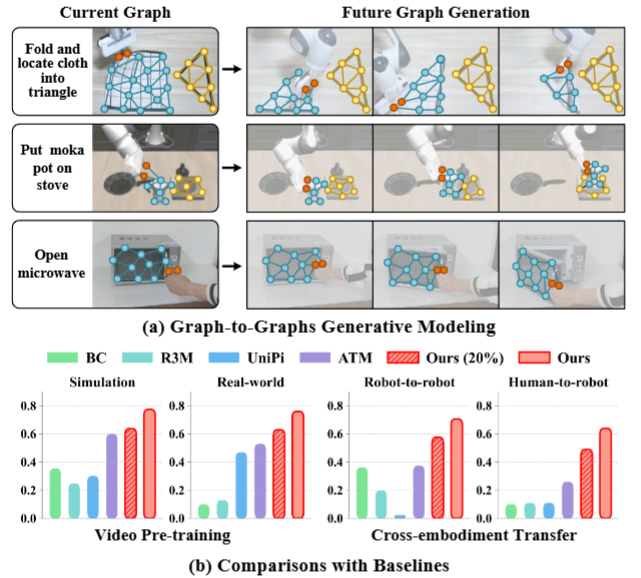 Current Graph
Future Graph Generation
Fold and
locate cloth
into
triangle
Put moka
pot on
stove
Open
microwave
(a) Graph-to-Graphs Generative Modeling
BC R3M UniPi ATM Ours (20%) Ours
Simulation Real-world Robot-to-robot Human-to-robot
0.8 0.8 0.8 0.8
0.6 0.6 0.6 0.6
0.4 0.4 0.4 0.4
0.2 0.2 0.2 0.2
0.0 0.0 0.0 0.0
Video Pre-training Cross-embodiment Transfer
(b) Comparisons with Baselines